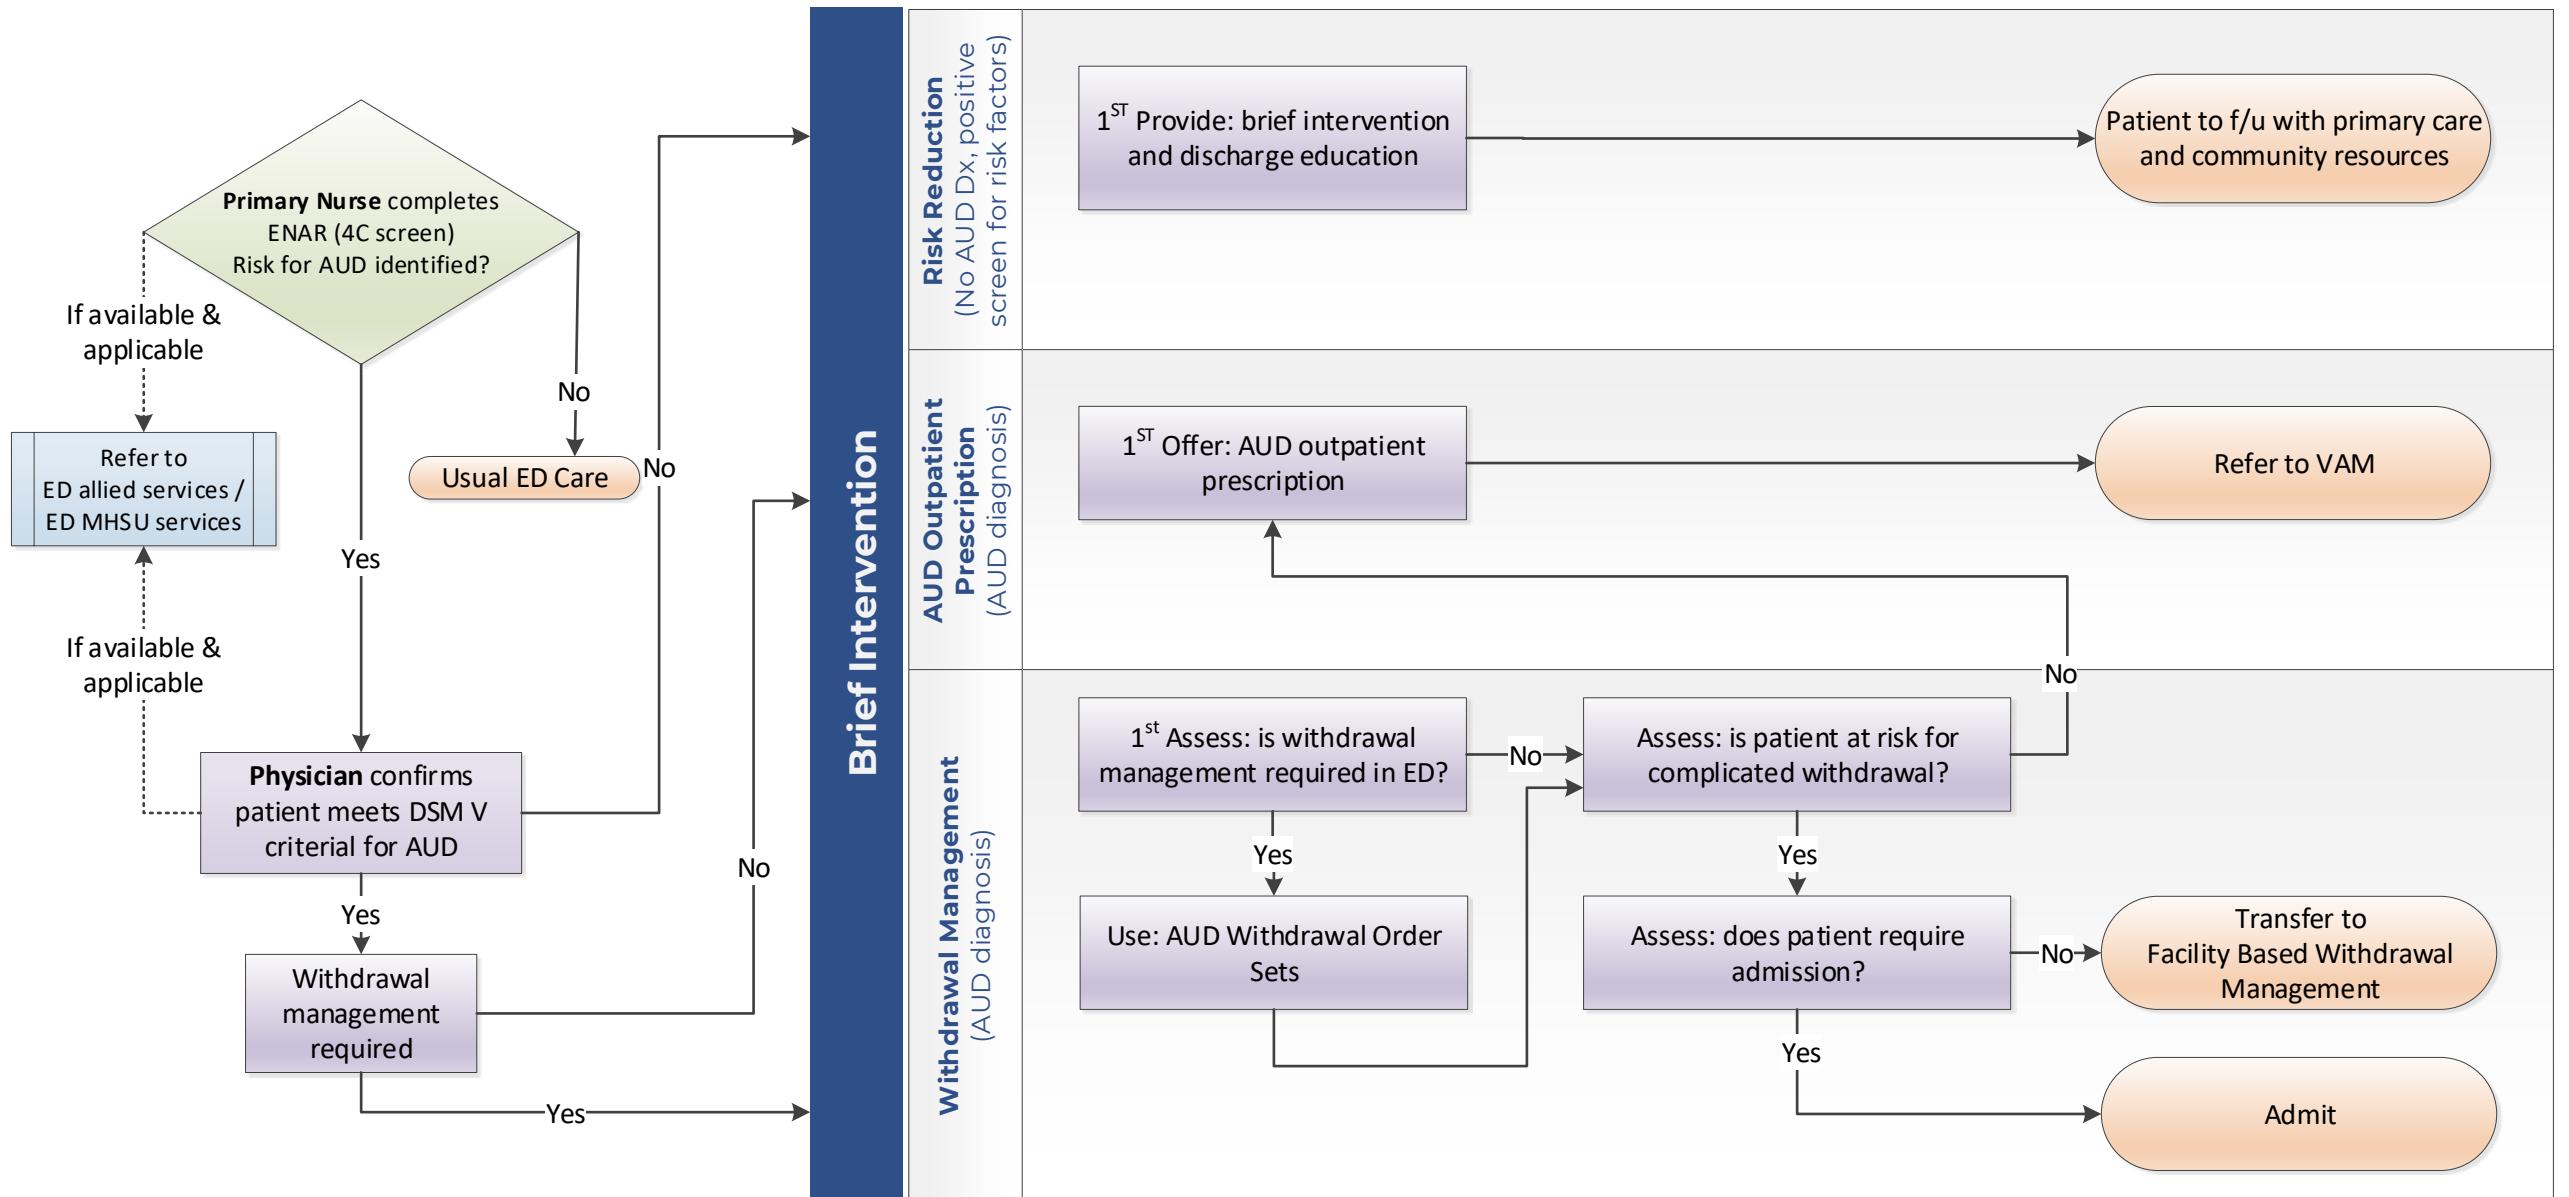 Primary Nurse completes
ENAR (4C screen)
Risk for AUD identified?
If available &
applicable
No
Usual ED Care
Refer to
ED allied services /
ED MHSU services
Yes
If available &
applicable
Physician confirms
patient meets DSM V
criterial for AUD
No
Yes
Withdrawal
management
required
No
Yes
Brief Intervention
Risk Reduction
(No AUD Dx, positive
screen for risk factors)
1ST Provide: brief intervention
and discharge education
Patient to f/u with primary care
and community resources
AUD Outpatient
Prescription
(AUD diagnosis)
1ST Offer: AUD outpatient
prescription
Refer to VAM
Withdrawal Management
(AUD diagnosis)
1st Assess: is withdrawal
management required in ED?
No
Assess: is patient at risk for
complicated withdrawal?
No
Yes
Yes
Use: AUD Withdrawal Order
Sets
Assess: does patient require
admission?
No
Transfer to
Facility Based Withdrawal
Management
Yes
Admit